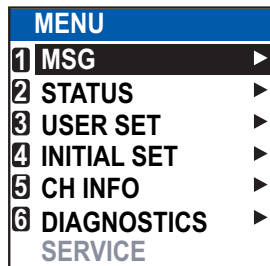 MENU
1 MSG ▶
2 STATUS ▶
3 USER SET ▶
4 INITIAL SET ▶
5 CH INFO ▶
6 DIAGNOSTICS ▶
SERVICE